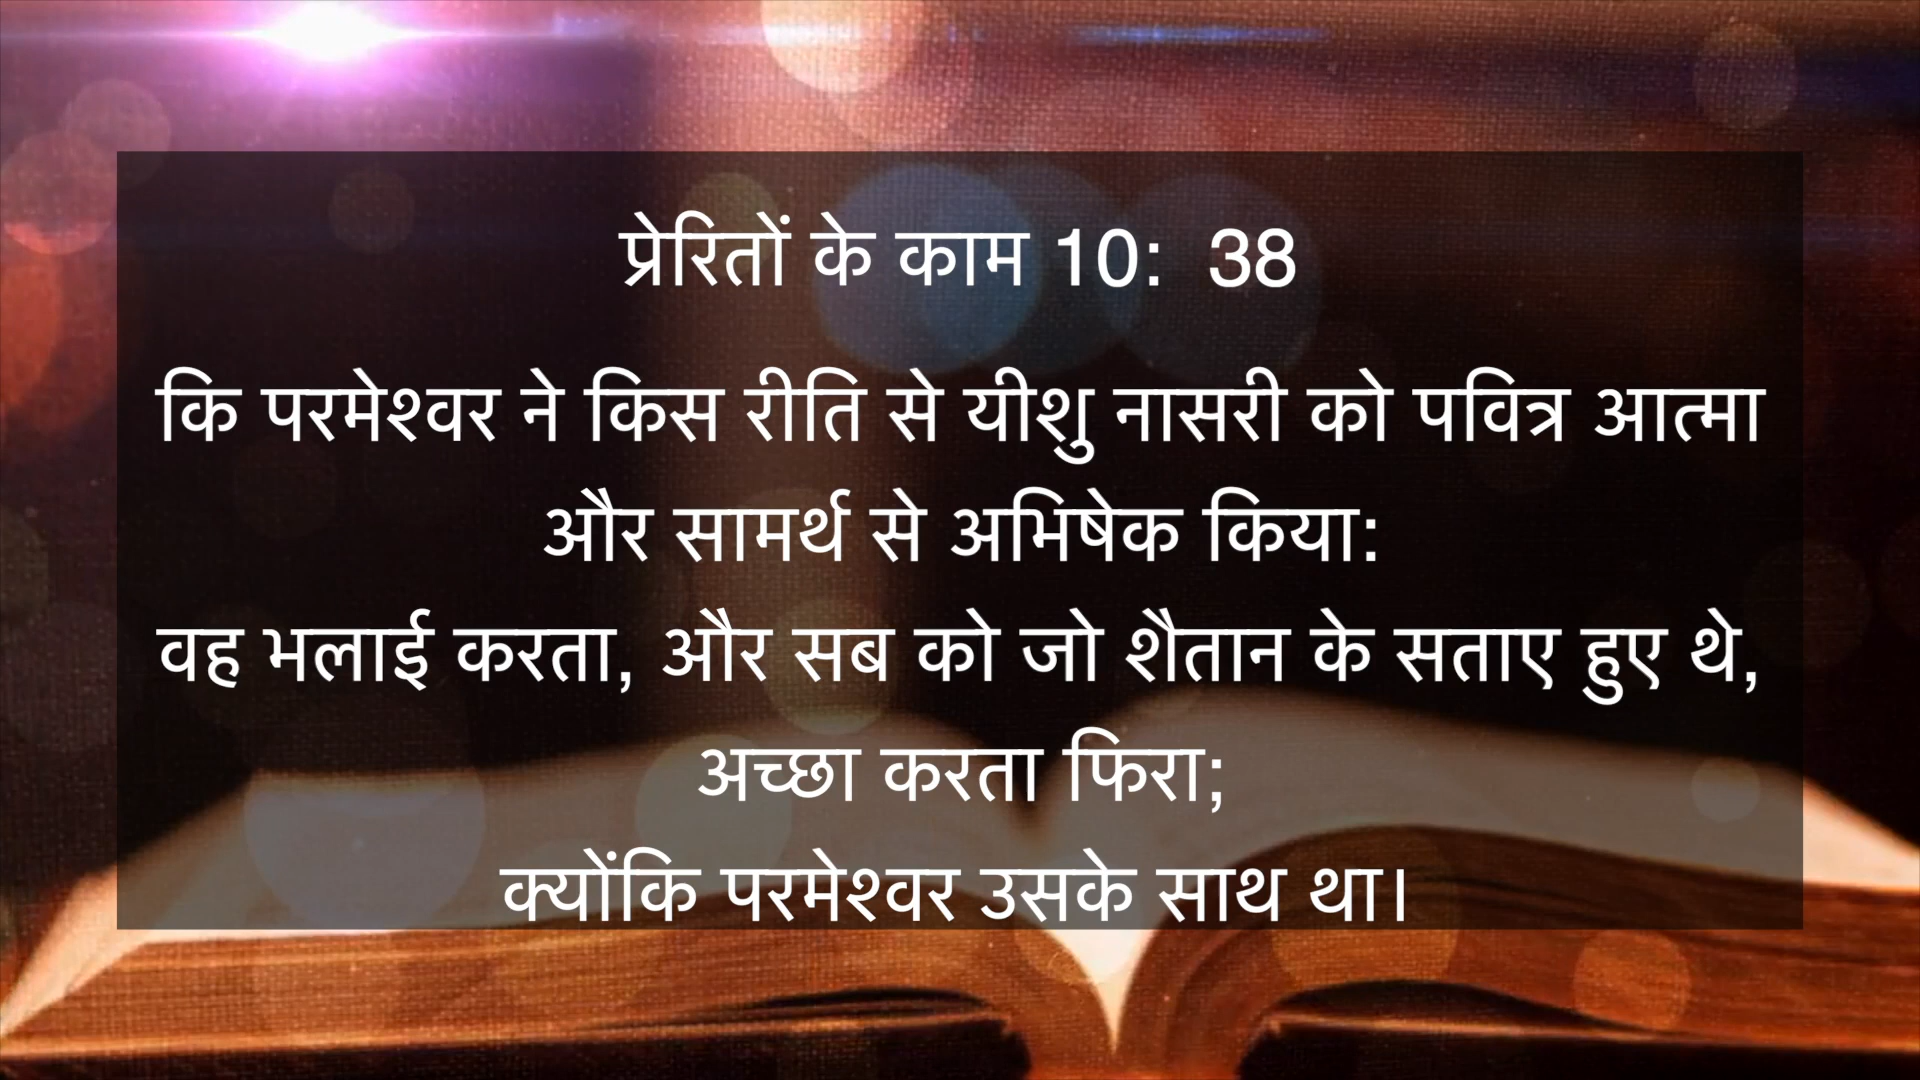 प्रेरितों के काम 10:  38
कि परमेश्वर ने किस रीति से यीशु नासरी को पवित्र आत्मा
और सामर्थ से अभिषेक किया:
वह भलाई करता, और सब को जो शैतान के सताए हुए थे,
अच्छा करता फिरा;
क्योंकि परमेश्वर उसके साथ था।